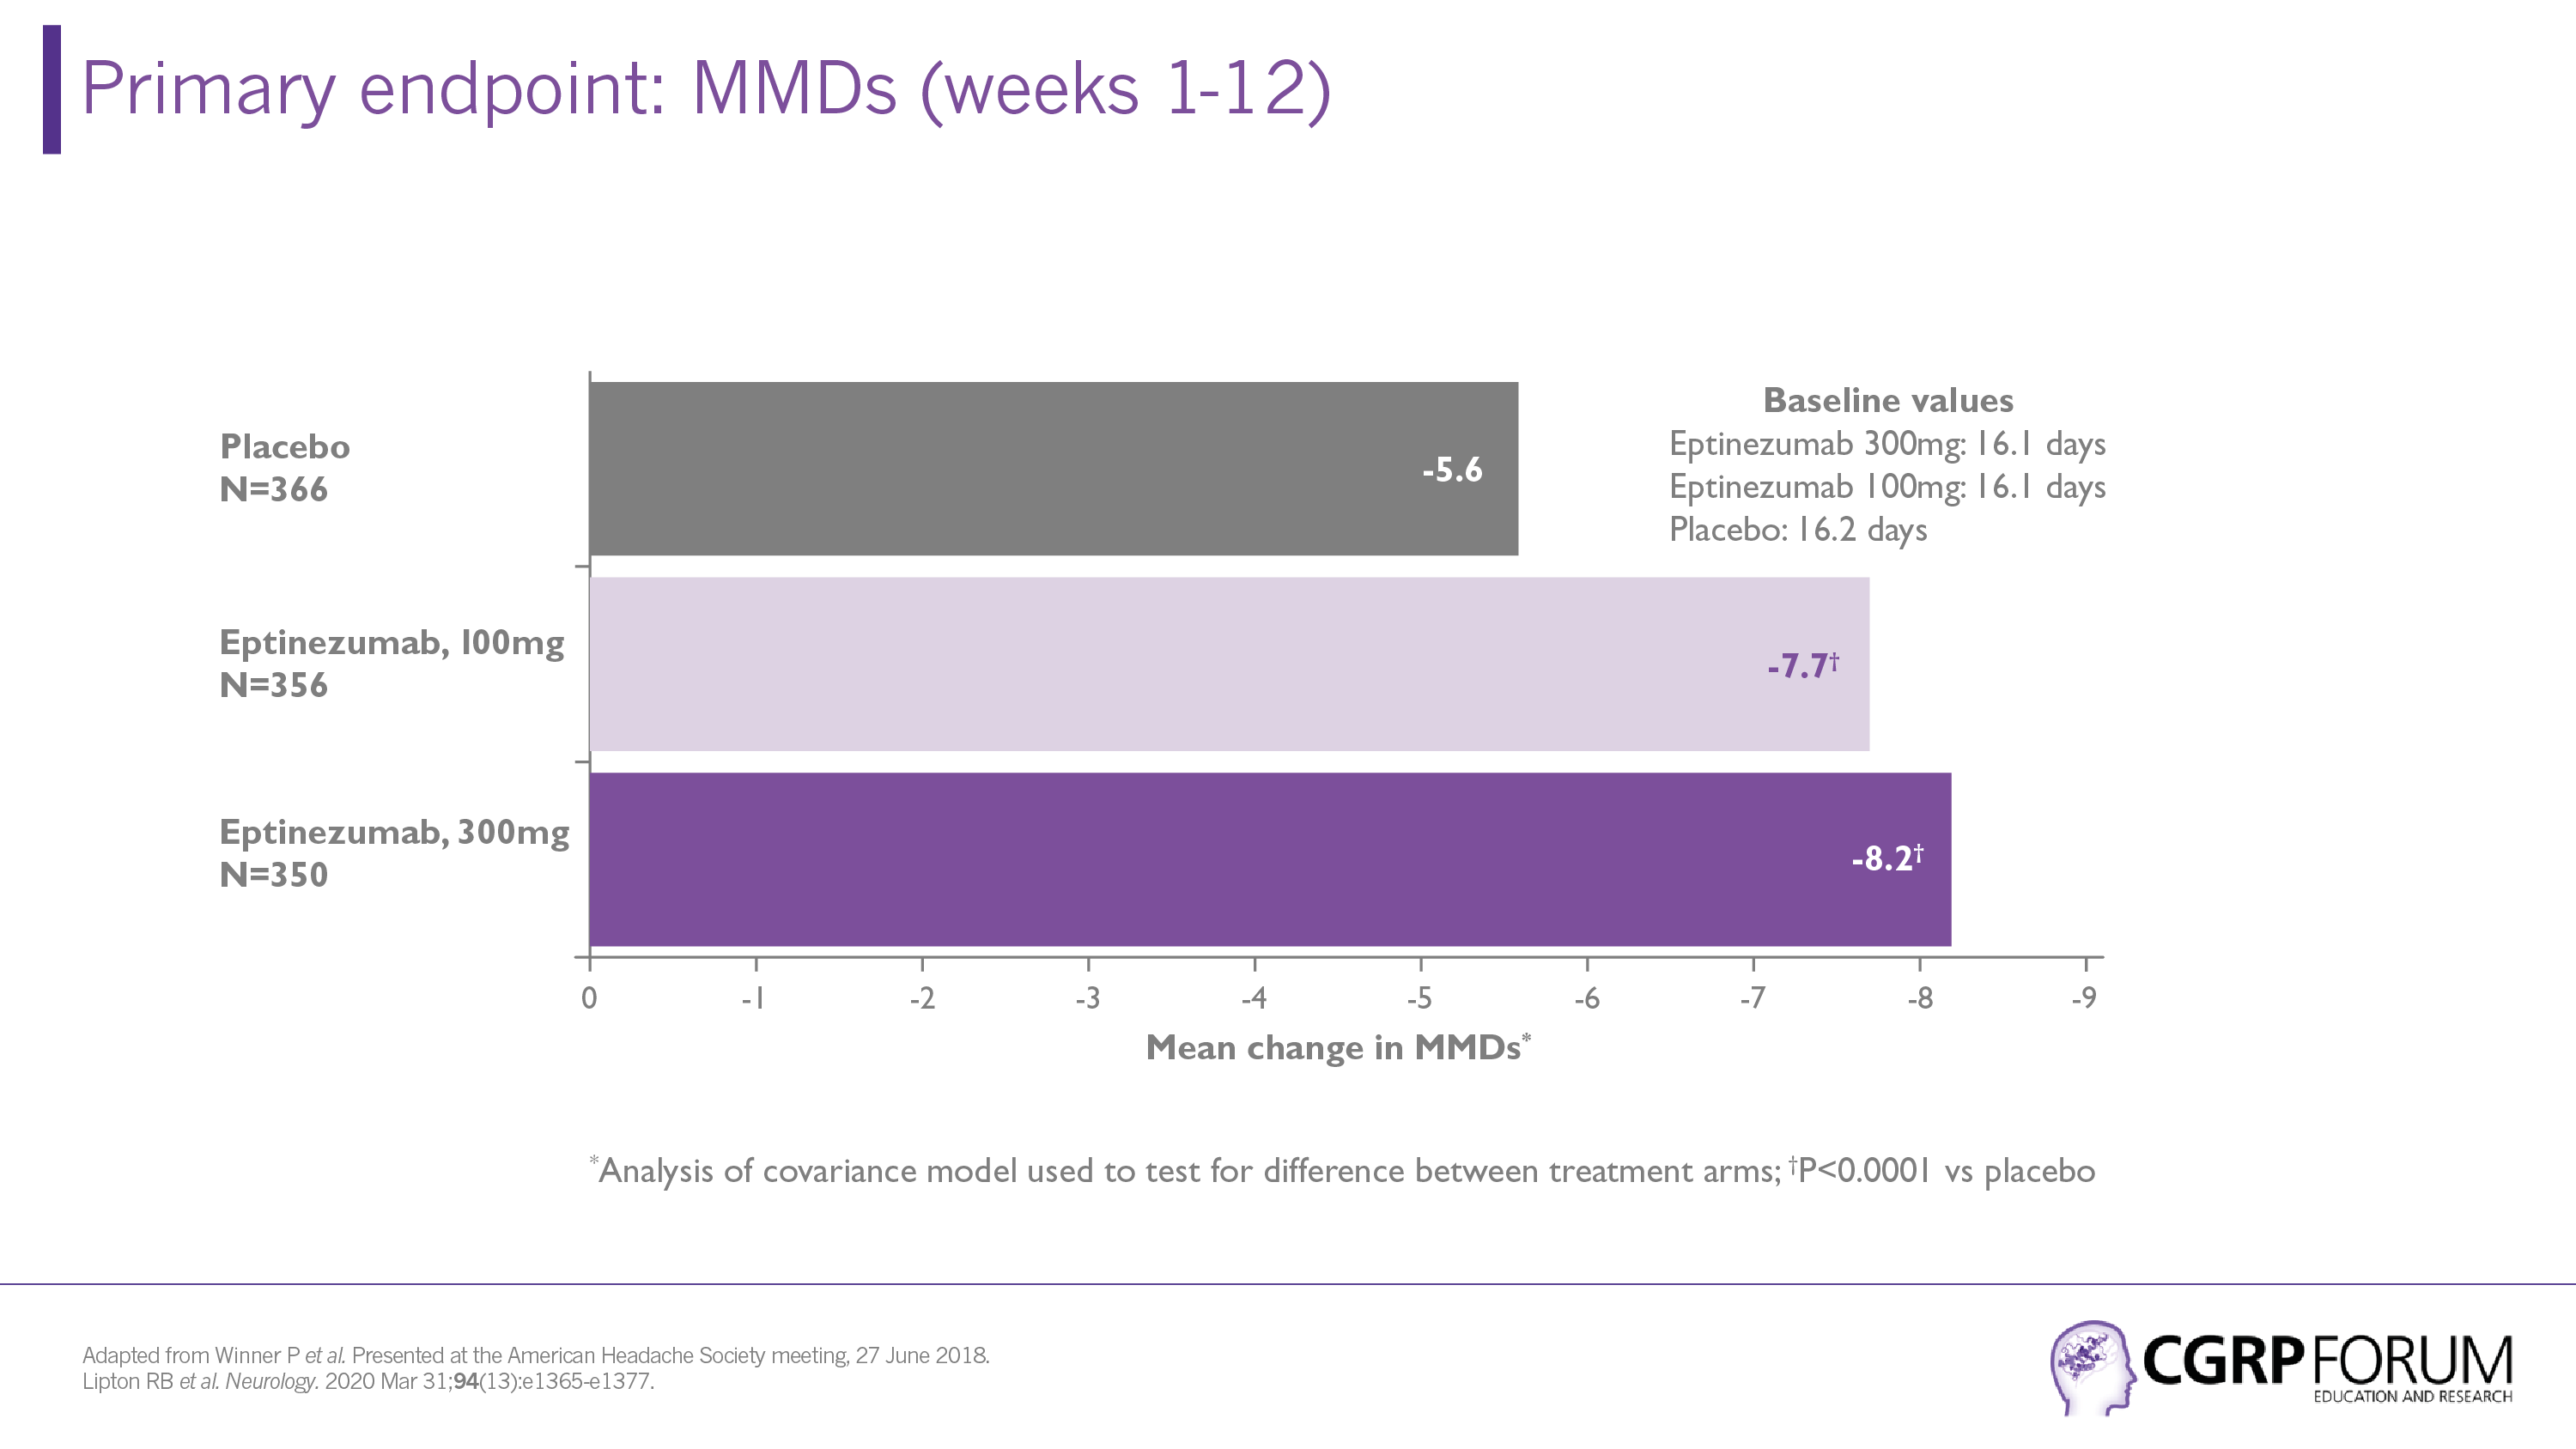 Primary endpoint: MMDs (weeks 1-12)
Placebo
N=366
-5.6
Baseline values
Eptinezumab 300mg: 16.1 days
Eptinezumab 100mg: 16.1 days
Placebo: 16.2 days
Eptinezumab, 100mg
N=356
-7.7†
Eptinezumab, 300mg
N=350
-8.2†
0 -1 -2 -3 -4 -5 -6 -7 -8 -9
Mean change in MMDs*
*Analysis of covariance model used to test for difference between treatment arms; †P<0.0001 vs placebo
Adapted from Winner P et al. Presented at the American Headache Society meeting, 27 June 2018.
Lipton RB et al. Neurology. 2020 Mar 31;94(13):e1365-e1377.
CGRP FORUM
EDUCATION AND RESEARCH